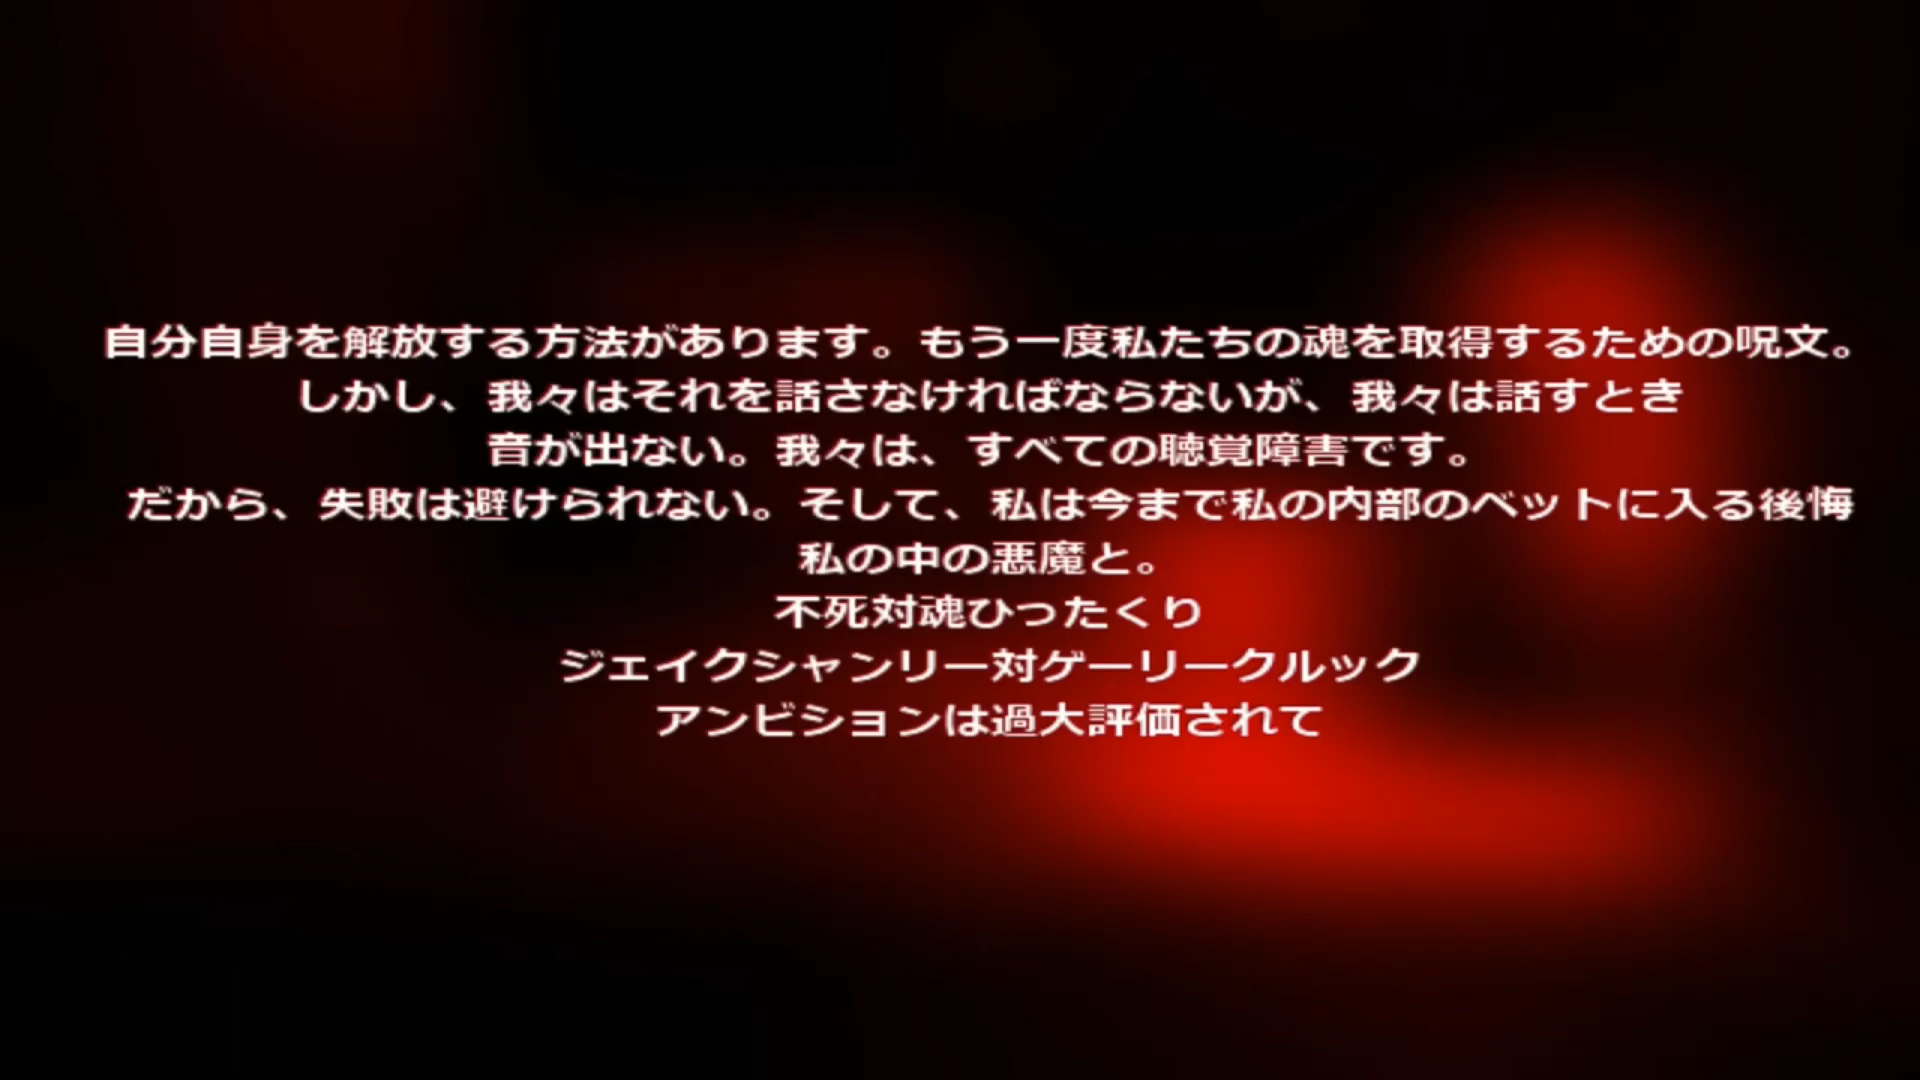 自分自身を解放する方法があります。もう一度私たちの魂を取得するための呪文。
しかし、我々はそれを話さなければならないが、我々は話すとき
音が出ない。我々は、すべての聴覚障害です。
だから、失敗は避けられない。そして、私は今まで私の内部のベットに入る後悔
私の中の悪魔と。
不死対魂ひったくり
ジェイクシャンリー対ゲーリークルック
アンビションは過大評価されて